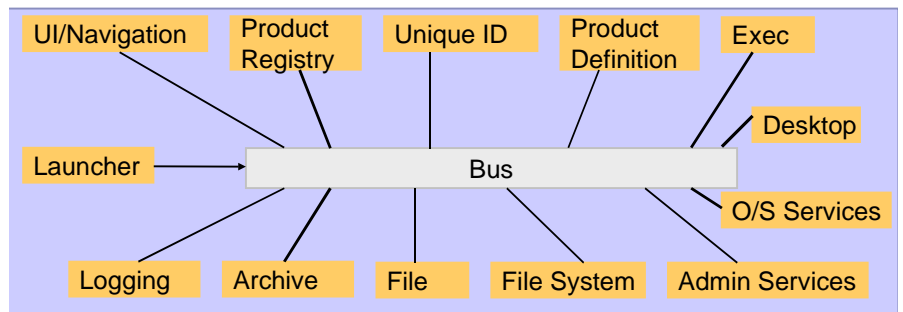 UI/Navigation
Product
Registry
Unique ID
Product
Definition
Exec
Desktop
Launcher
Bus
O/S Services
Logging
Archive
File
File System
Admin Services